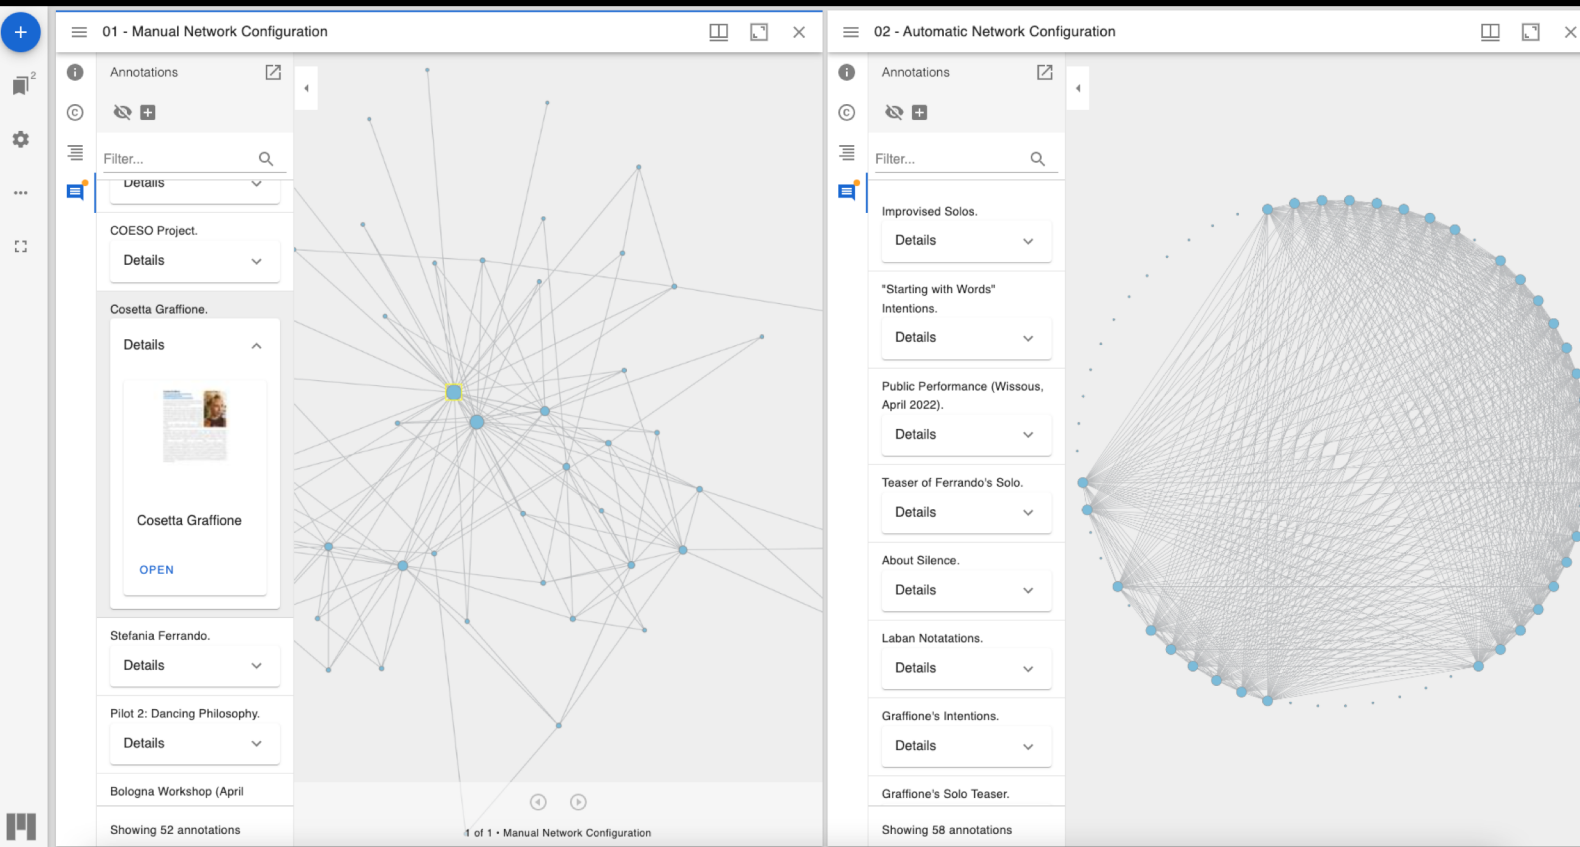 2
01 - Manual Network Configuration
Annotations
Filter...
Details
COESO Project.
Details
Cosetta Graffione.
Details
Cosetta Graffione
OPEN
Stefania Ferrando.
Details
Pilot 2: Dancing Philosophy.
Details
Bologna Workshop (April
Showing 52 annotations
1 of 1 • Manual Network Configuration
02 - Automatic Network Configuration
Annotations
Filter...
Improvised Solos.
Details
"Starting with Words"
Intentions.
Details
Public Performance (Wissous,
April 2022).
Details
Teaser of Ferrando's Solo.
Details
About Silence.
Details
Laban Notatations.
Details
Graffione's Intentions.
Details
Graffione's Solo Teaser.
Showing 58 annotations